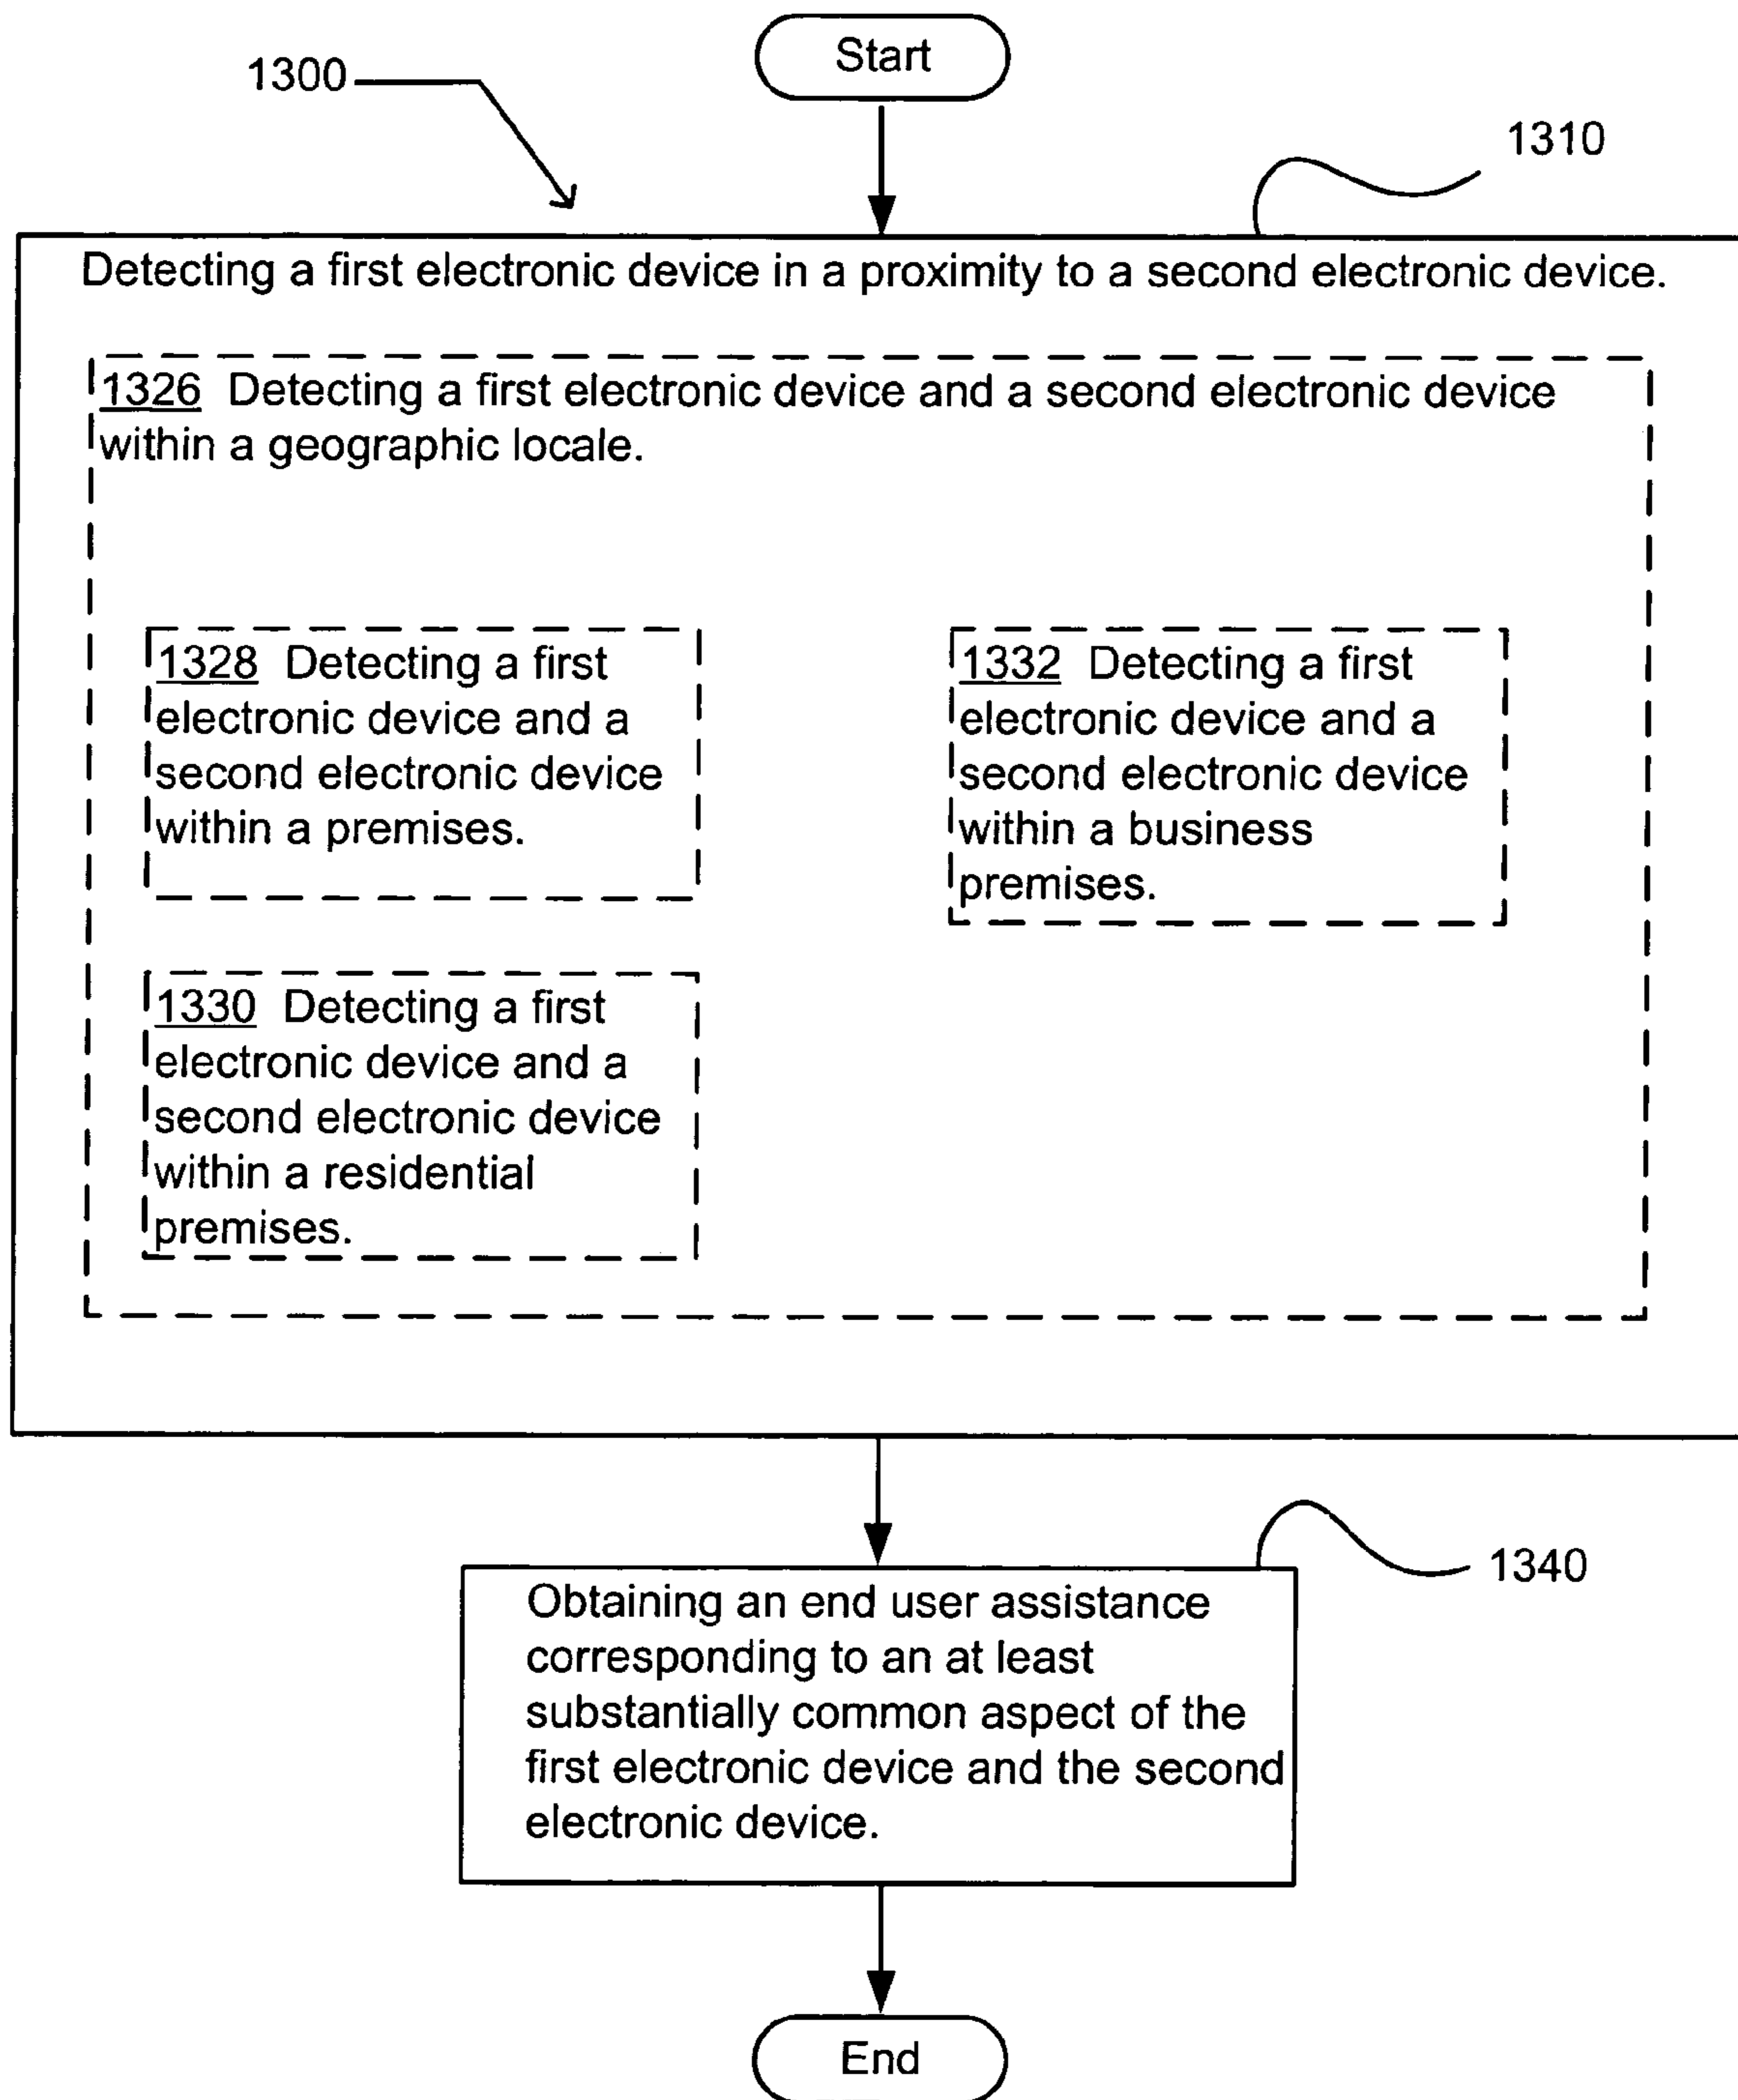 Start
1300
1310
Detecting a first electronic device in a proximity to a second electronic device.
1326 Detecting a first electronic device and a second electronic device
within a geographic locale.
1328 Detecting a first
electronic device and a
second electronic device
within a premises.
1332 Detecting a first
electronic device and a
second electronic device
within a business
premises.
1330 Detecting a first
electronic device and a
second electronic device
within a residential
premises.
1340
Obtaining an end user assistance
corresponding to an at least
substantially common aspect of the
first electronic device and the second
electronic device.
End